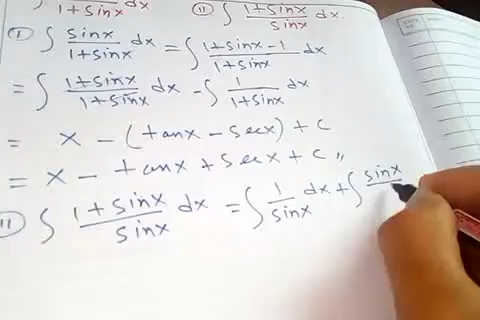 1+sinx dx (ii) ∫ 1+sinx / sinx dx.
(i) ∫ sinx / 1+sinx dx = ∫ 1+sinx-1 / 1+sinx dx
= ∫ 1+sinx / 1+sinx dx - ∫ 1 / 1+sinx dx
= x - (tanx - secx) + c
= x - tanx + secx + c,,
(ii) ∫ 1+sinx / sinx dx = ∫ 1 / sinx dx + ∫ sinx